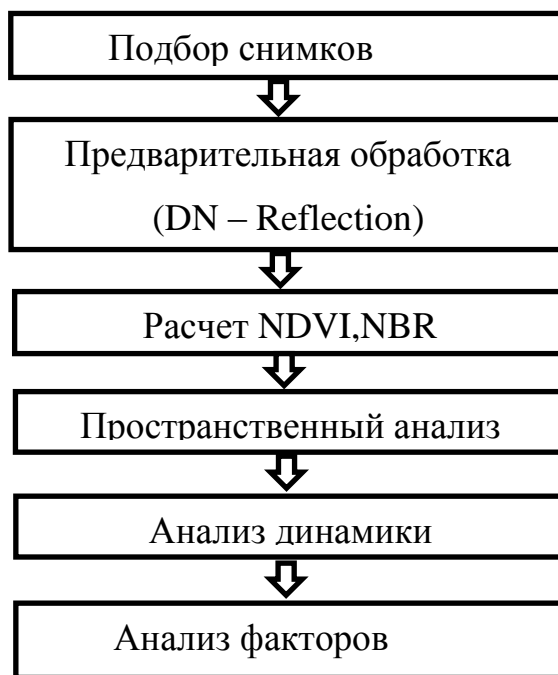 Подбор снимков
Предварительная обработка
(DN – Reflection)
Расчет NDVI,NBR
Пространственный анализ
Анализ динамики
Анализ факторов